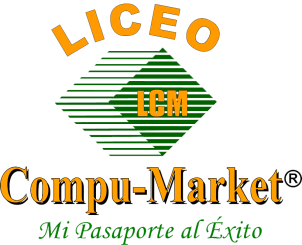 LICEO
LCM
Compu-Market®
Mi Pasaporte al Éxito